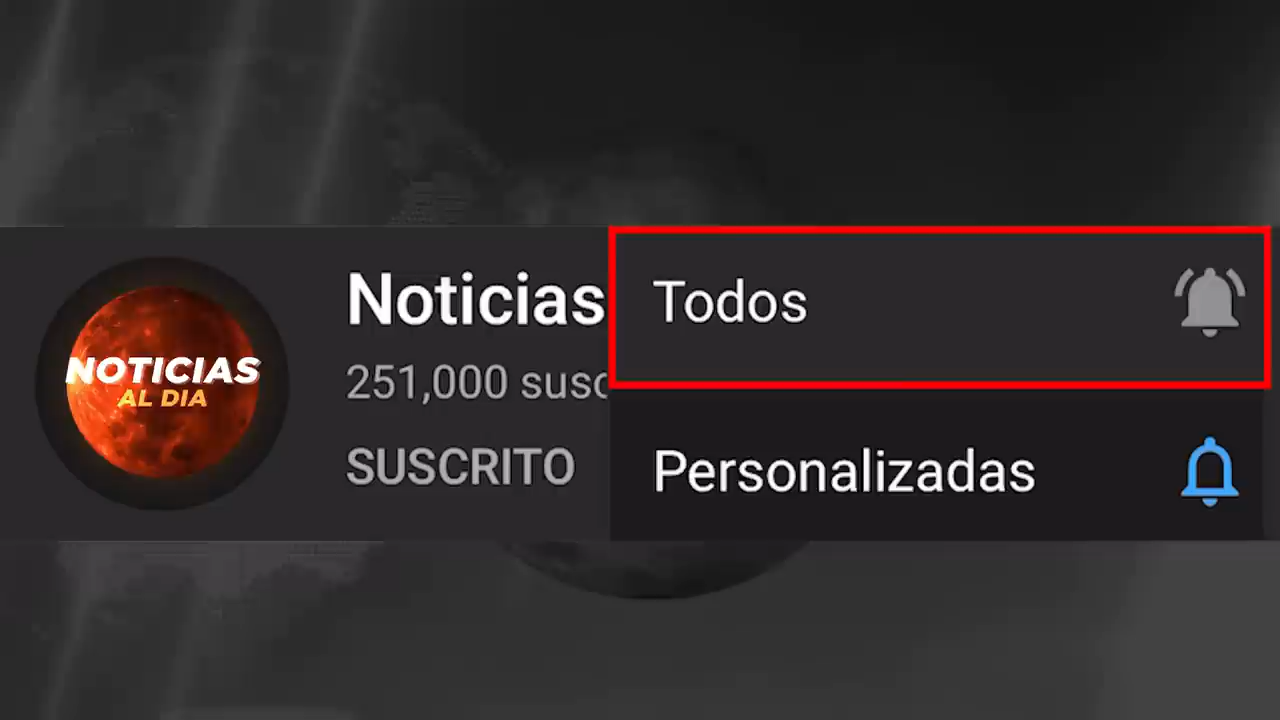 NOTICIAS
AL DIA
Noticias
251,000 susc
SUSCRITO
Todos
Personalizadas